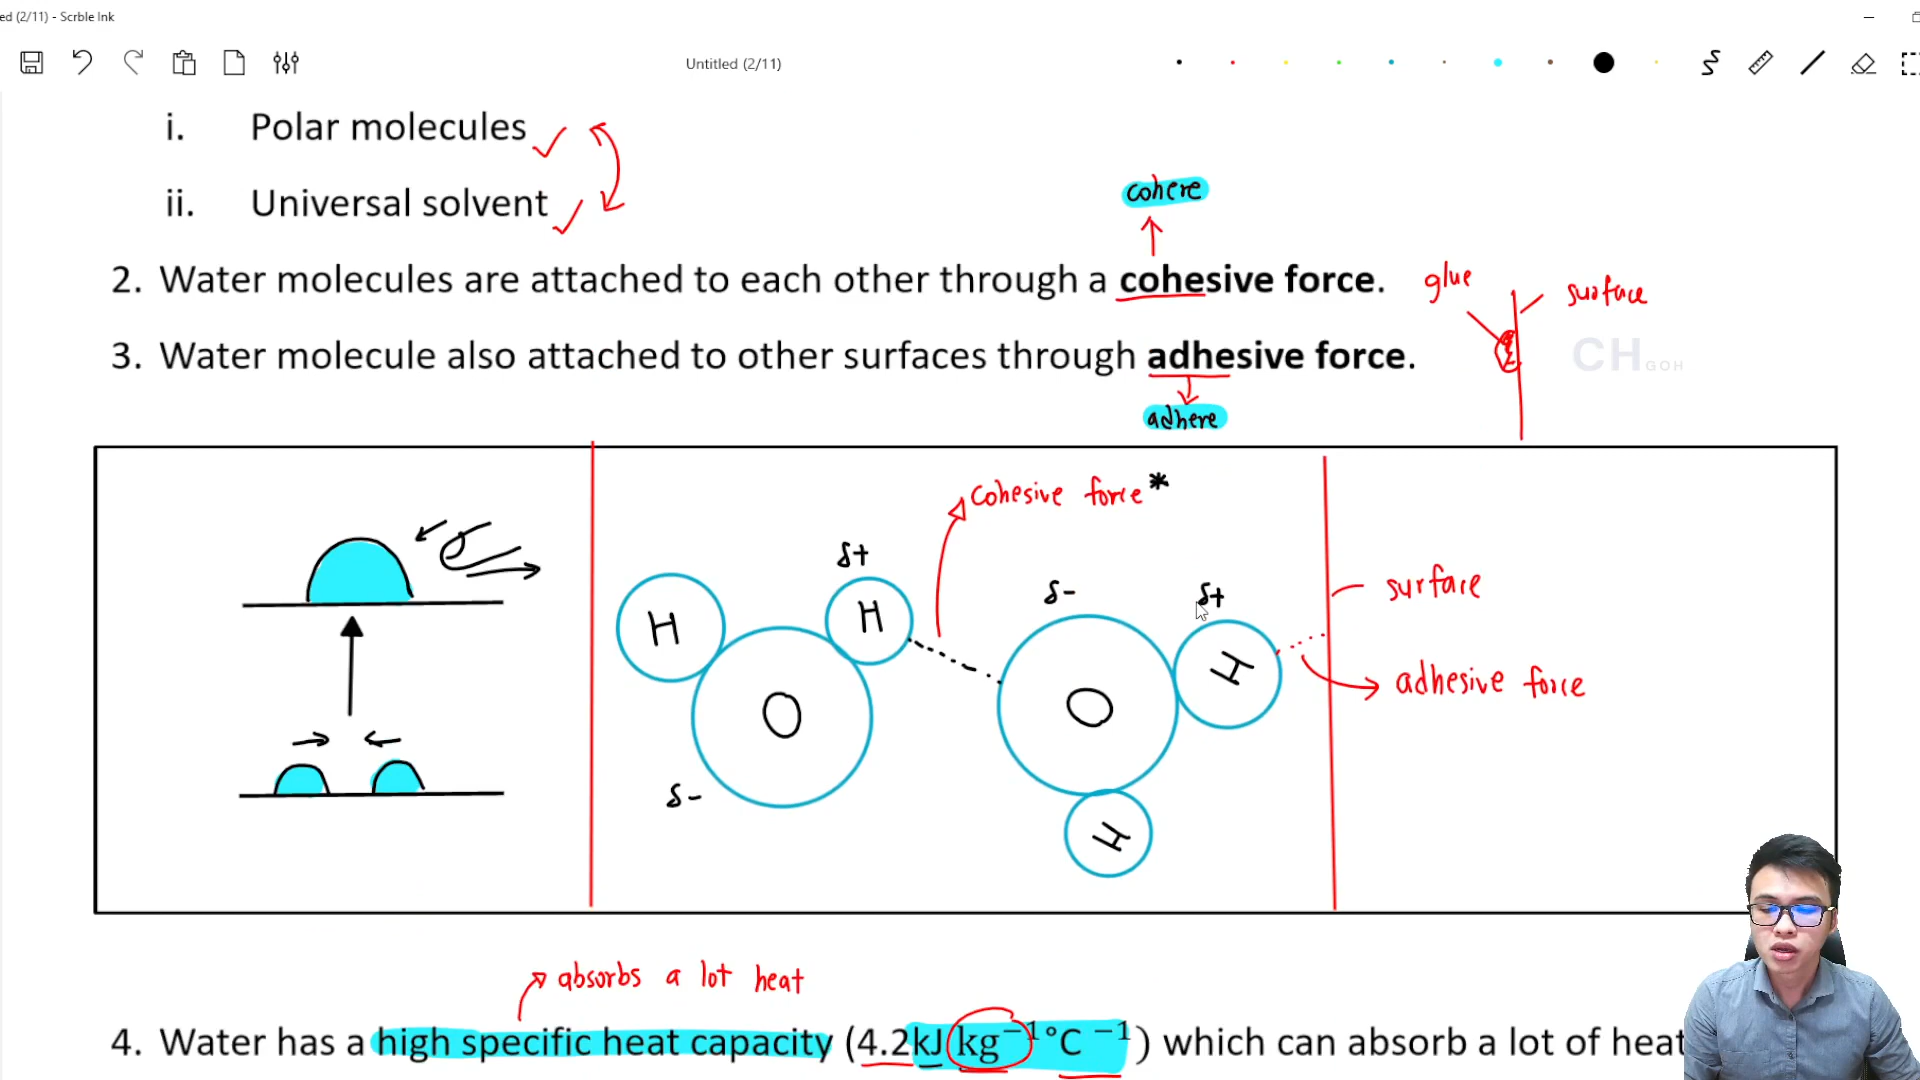 ed (2/11) - Scrble Ink
Untitled (2/11)
i. Polar molecules
ii. Universal solvent
cohere
2. Water molecules are attached to each other through a cohesive force.
glue
surface
3. Water molecule also attached to other surfaces through adhesive force.
CH GOH
adhere
cohesive force*
δ+
H
H
δ-
δ+
surface
H
O
O
adhesive force
δ-
H
absorbs a lot heat
4. Water has a high specific heat capacity (4.2kJ kg⁻¹°C ⁻¹) which can absorb a lot of heat